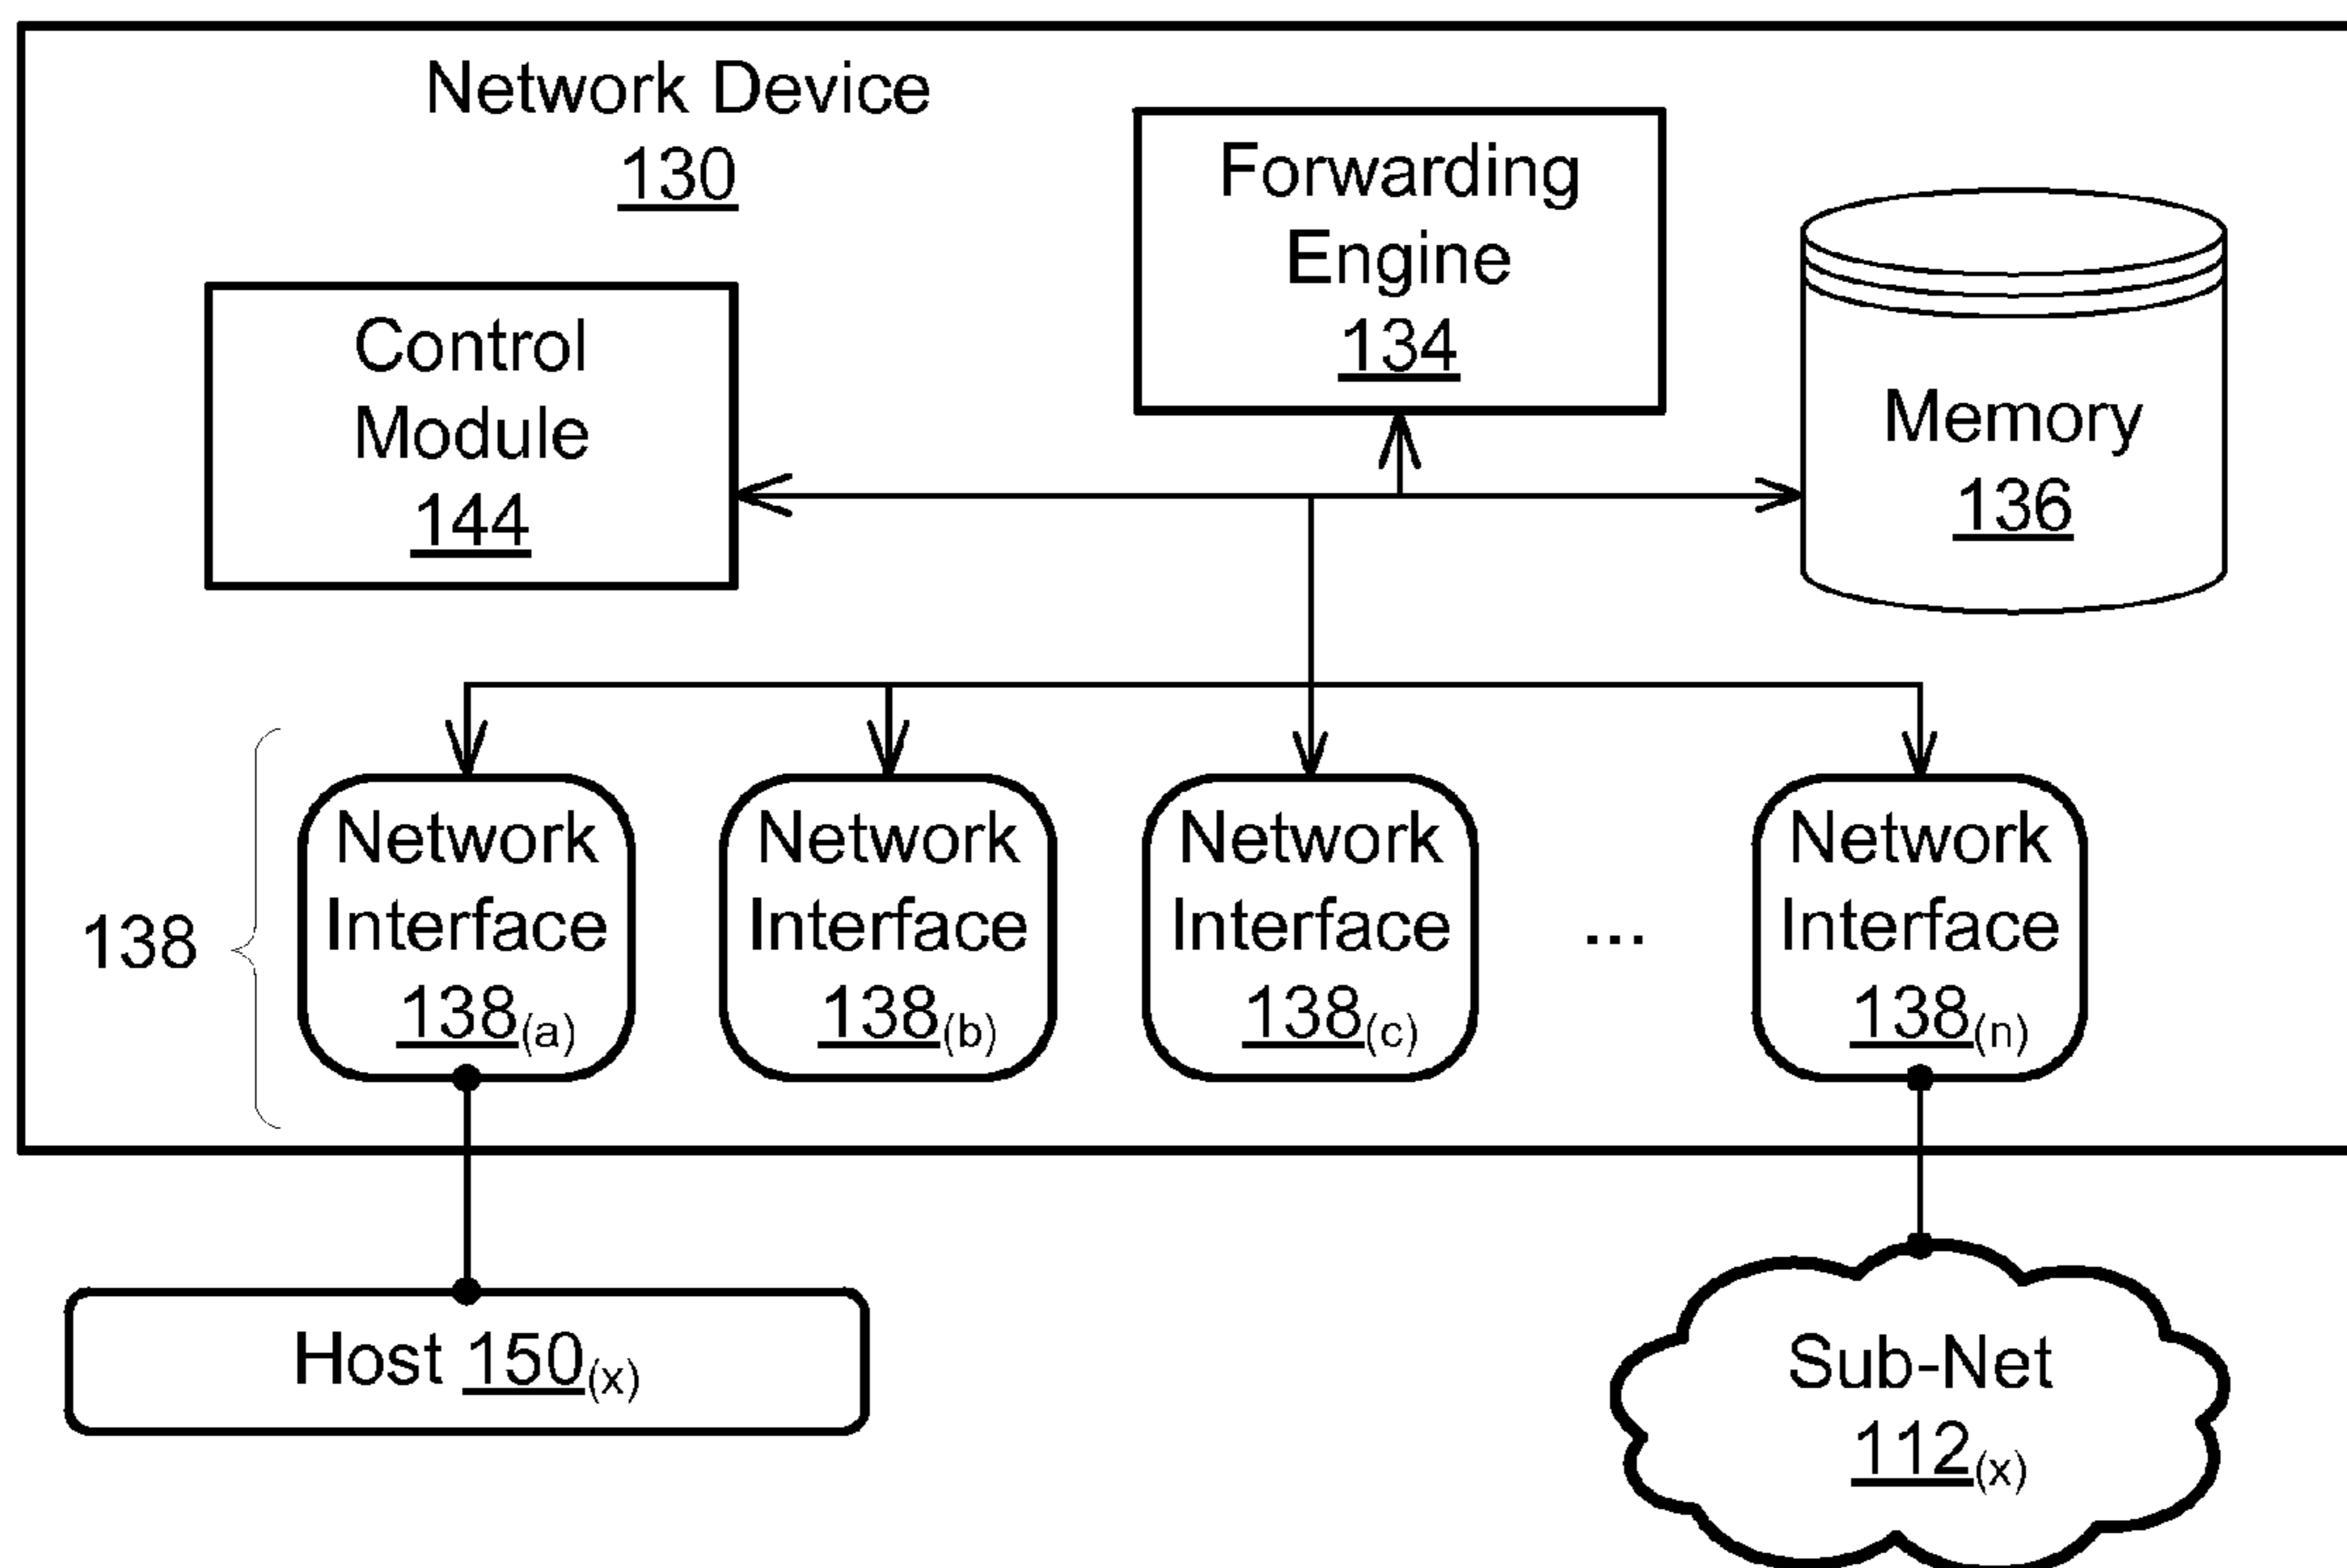 Network Device
130
Forwarding
Engine
134
Control
Module
144
Memory
136
138
Network
Interface
138(a)
Network
Interface
138(b)
Network
Interface
138(c)
...
Network
Interface
138(n)
Host 150(x)
Sub-Net
112(x)